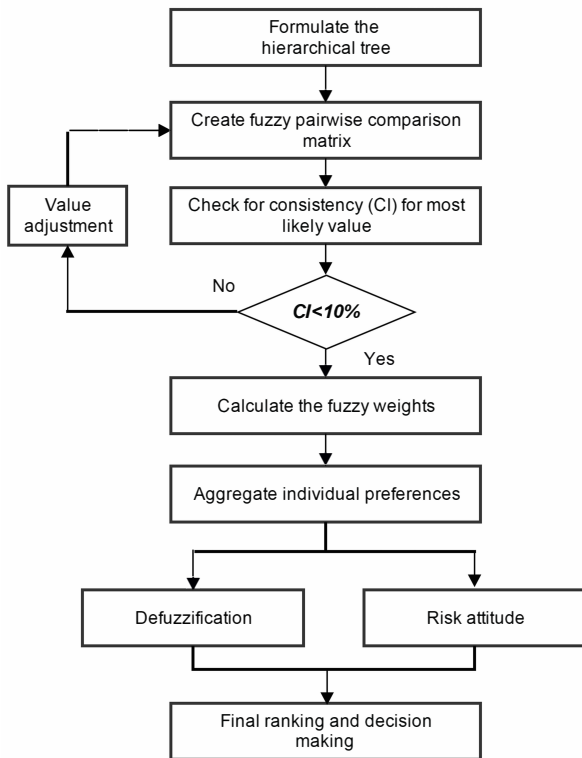 Formulate the
hierarchical tree
Create fuzzy pairwise comparison
matrix
Value
adjustment
Check for consistency (CI) for most
likely value
No
CI<10%
Yes
Calculate the fuzzy weights
Aggregate individual preferences
Defuzzification
Risk attitude
Final ranking and decision
making